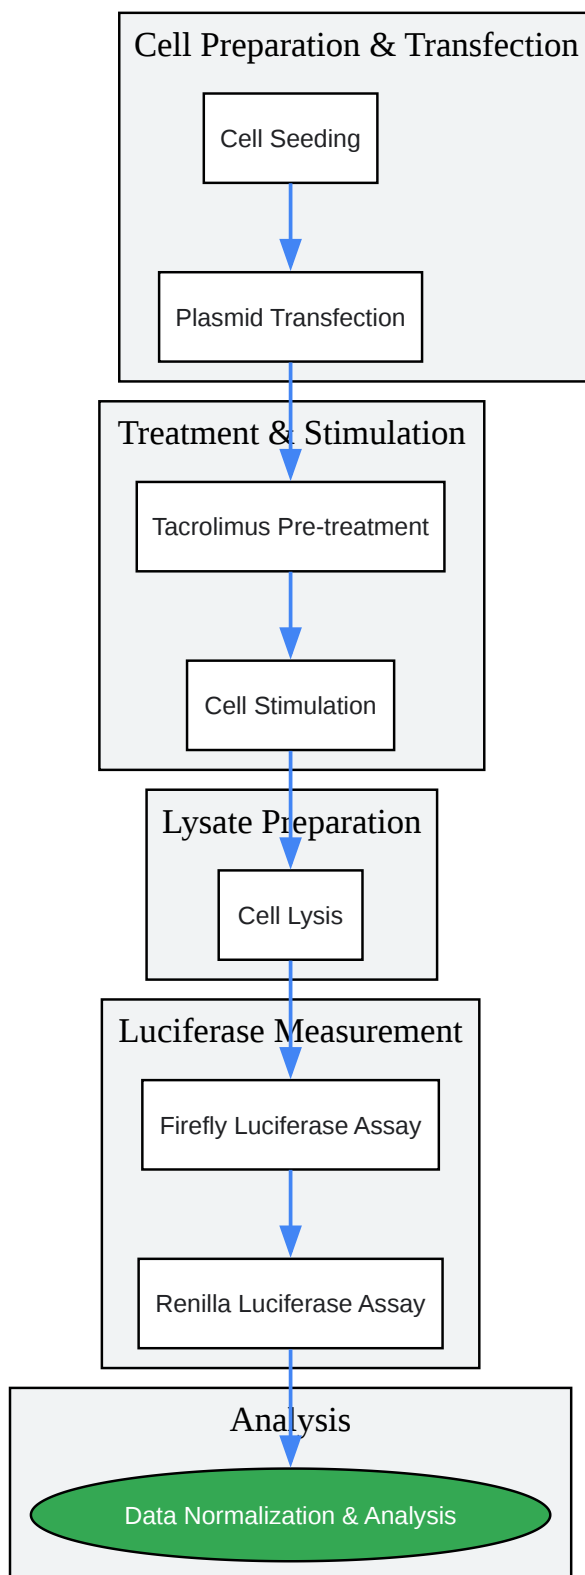 Cell Preparation & Transfection
Cell Seeding
Plasmid Transfection
Treatment & Stimulation
Tacrolimus Pre-treatment
Cell Stimulation
Lysate Preparation
Cell Lysis
Luciferase Measurement
Firefly Luciferase Assay
Renilla Luciferase Assay
Analysis
Data Normalization & Analysis